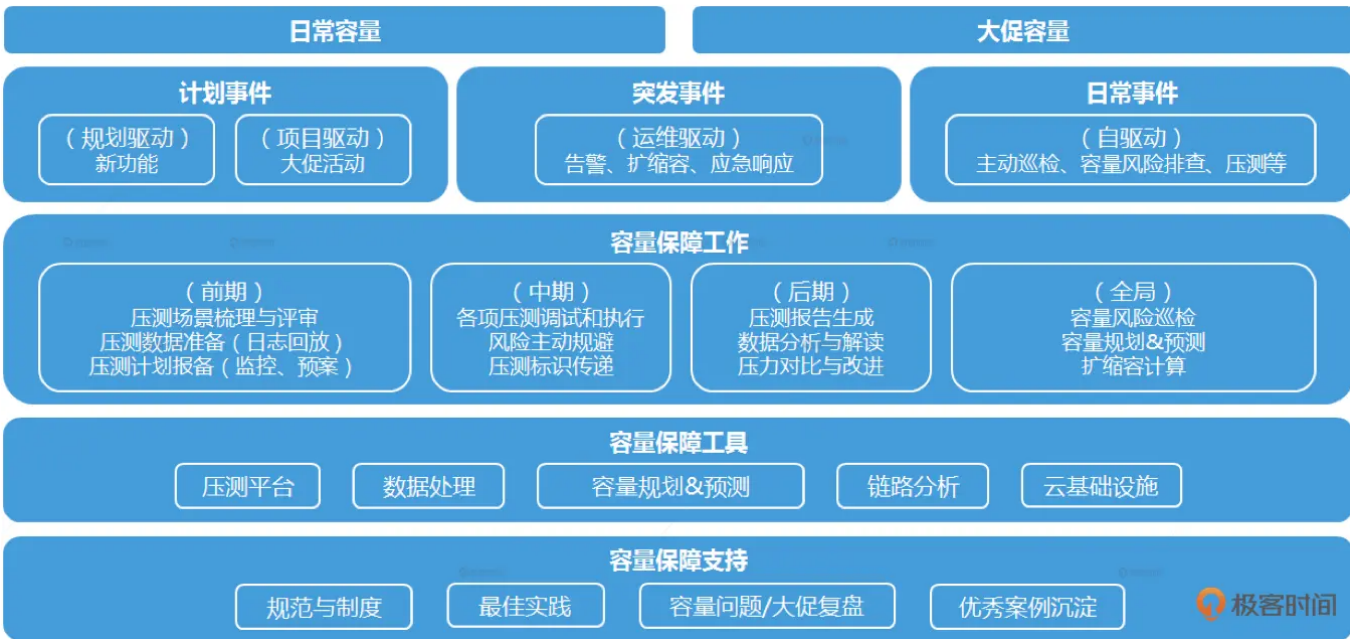 日常容量
大促容量
计划事件
突发事件
日常事件
（规划驱动）
新功能
（项目驱动）
大促活动
（运维驱动）
告警、扩缩容、应急响应
（自驱动）
主动巡检、容量风险排查、压测等
容量保障工作
（前期）
压测场景梳理与评审
压测数据准备（日志回放）
压测计划报备（监控、预案）
（中期）
各项压测调试和执行
风险主动规避
压测标识传递
（后期）
压测报告生成
数据分析与解读
压力对比与改进
（全局）
容量风险巡检
容量规划&预测
扩缩容计算
容量保障工具
压测平台
数据处理
容量规划&预测
链路分析
云基础设施
容量保障支持
规范与制度
最佳实践
容量问题/大促复盘
优秀案例沉淀
极客时间